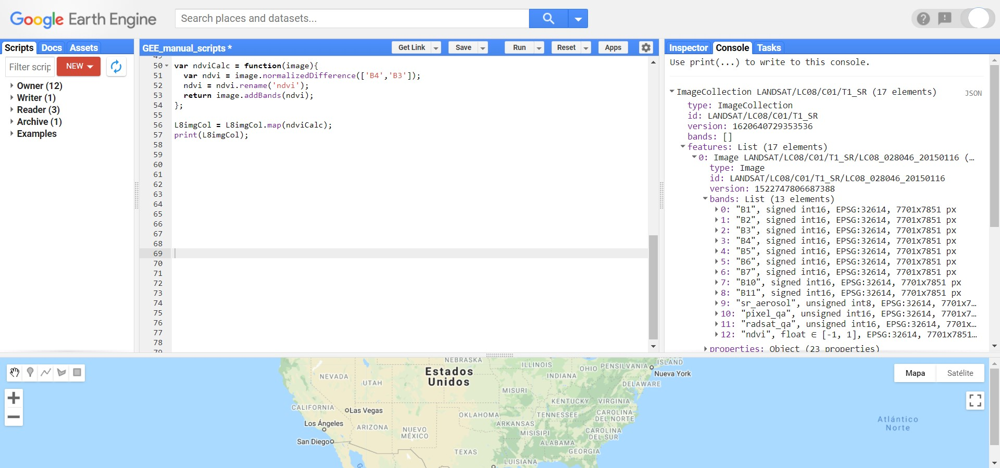 Google Earth Engine
Search places and datasets...
Scripts Docs Assets
Filter scrip
NEW
Owner (12)
Writer (1)
Reader (3)
Archive (1)
Examples
GEE_manual_scripts *
Get Link Save Run Reset Apps
50 var ndviCalc = function(image){
51 var ndvi = image.normalizedDifference(['B4','B3']);
52 ndvi = ndvi.rename('ndvi');
53 return image.addBands(ndvi);
54 };
55
56 L8imgCol = L8imgCol.map(ndviCalc);
57 print(L8imgCol);
58
59
60
61
62
63
64
65
66
67
68
69
70
71
72
73
74
75
76
77
78
Inspector Console Tasks
Use print(...) to write to this console.
ImageCollection LANDSAT/LC08/C01/T1_SR (17 elements) JSON
type: ImageCollection
id: LANDSAT/LC08/C01/T1_SR
version: 1620640729353536
bands: []
features: List (17 elements)
0: Image LANDSAT/LC08/C01/T1_SR/LC08_028046_20150116 (…
type: Image
id: LANDSAT/LC08/C01/T1_SR/LC08_028046_20150116
version: 1522747806687388
bands: List (13 elements)
0: "B1", signed int16, EPSG:32614, 7701x7851 px
1: "B2", signed int16, EPSG:32614, 7701x7851 px
2: "B3", signed int16, EPSG:32614, 7701x7851 px
3: "B4", signed int16, EPSG:32614, 7701x7851 px
4: "B5", signed int16, EPSG:32614, 7701x7851 px
5: "B6", signed int16, EPSG:32614, 7701x7851 px
6: "B7", signed int16, EPSG:32614, 7701x7851 px
7: "B10", signed int16, EPSG:32614, 7701x7851 px
8: "B11", signed int16, EPSG:32614, 7701x7851 px
9: "sr_aerosol", unsigned int8, EPSG:32614, 7701x7…
10: "pixel_qa", unsigned int16, EPSG:32614, 7701x7…
11: "radsat_qa", unsigned int16, EPSG:32614, 7701x…
12: "ndvi", float ∈ [-1, 1], EPSG:32614, 7701x7851…
properties: Object (23 properties)
Mapa Satélite
NEBRASKA
Estados
Unidos
NEVADA
UTAH
ILLINOIS
INDIANA
OHIO
PENSILVANIA
ISLAND
Nueva York
DELAWARE
MISURI
KENTUCKY
VIRGINIA
CALIFORNIA
Las Vegas
OKLAHOMA
TENNESSEE
CAROLINA
DEL NORTE
Los Ángeles
ARIZONA
NUEVO
MÉXICO
ARKANSAS
MISISIPI
CAROLINA
DEL SUR
San Diego
ALABAMA
TEXAS
GEORGIA
LUISIANA
Atlántico
Norte